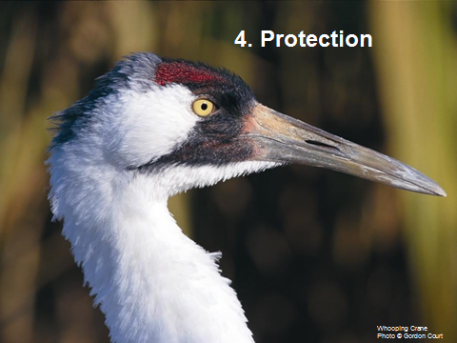 4. Protection
Whooping Crane
Photo © Gordon Court